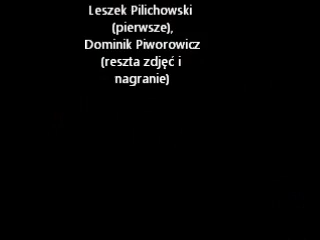 Leszek Pilichowski
(pierwsze),
Dominik Piworowicz
(reszta zdjęć i
nagranie)